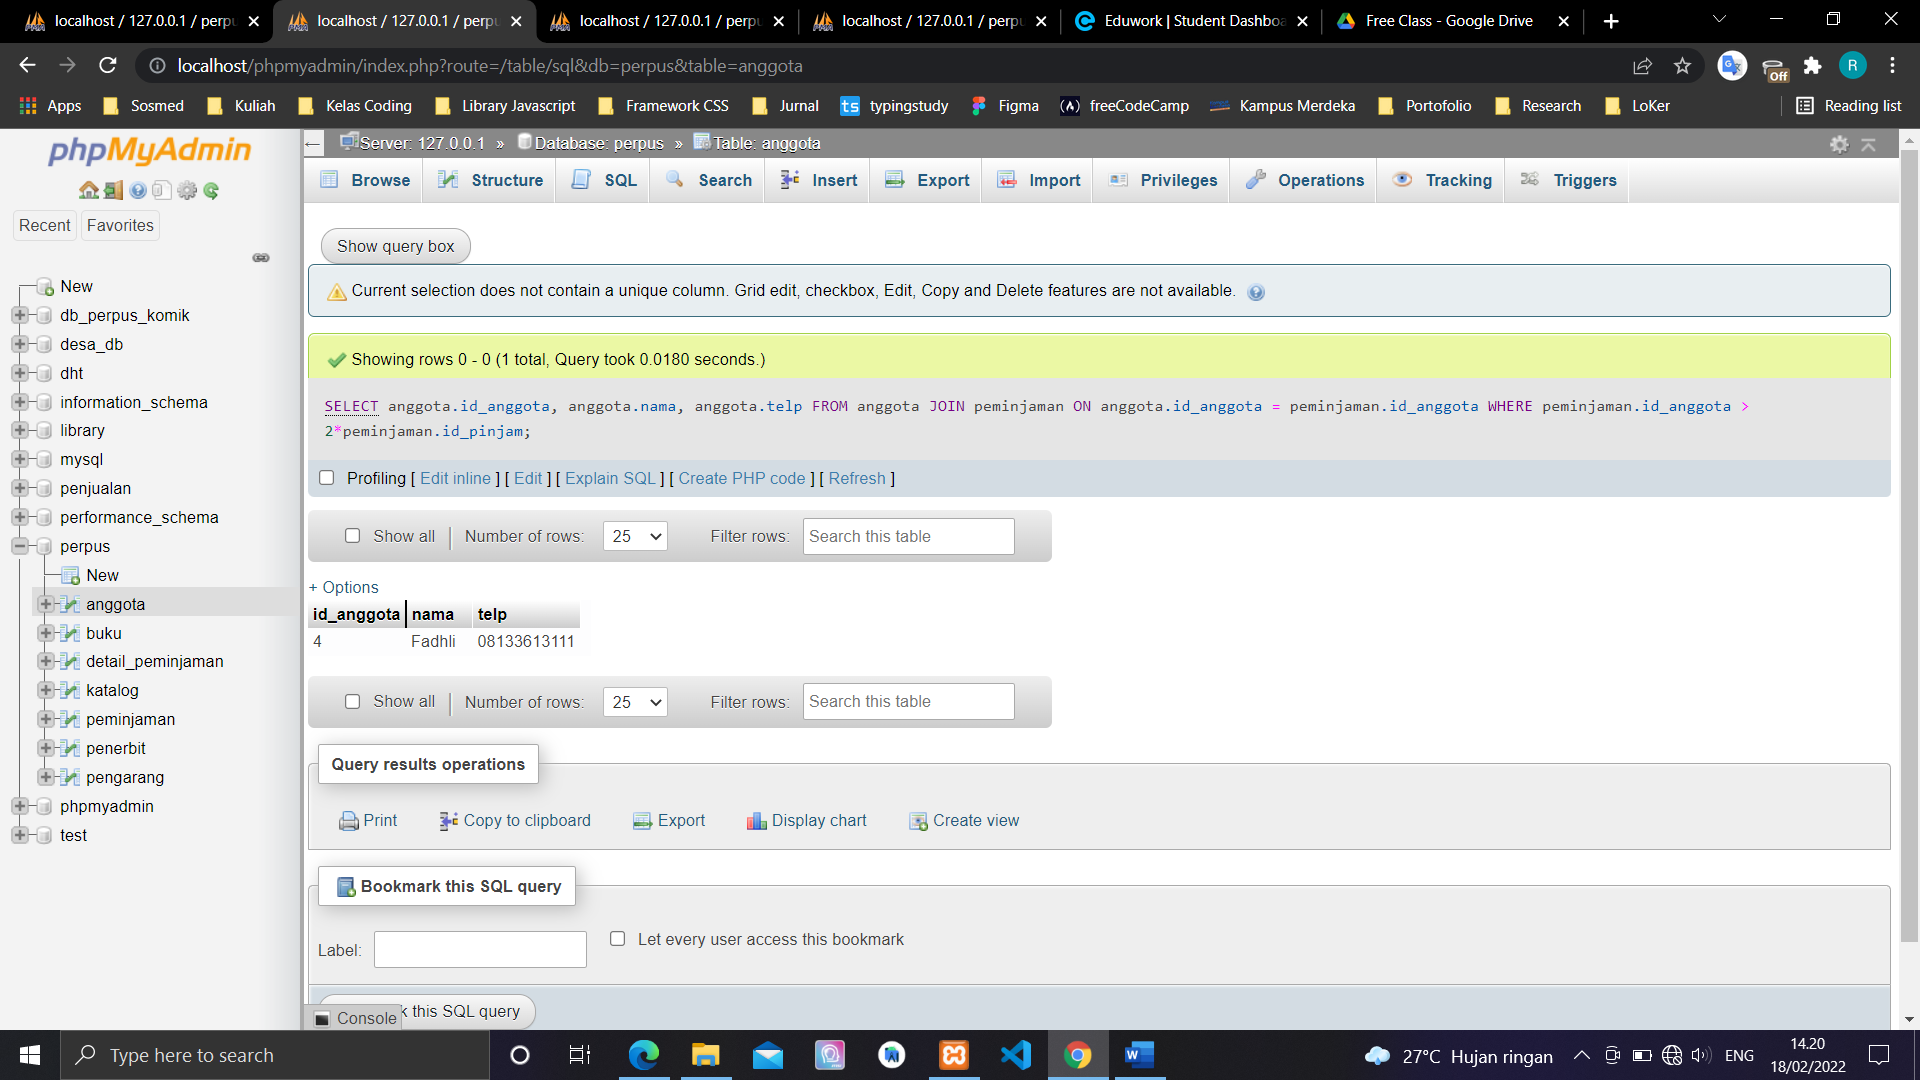 localhost / 127.0.0.1 / perpu
localhost / 127.0.0.1 / perpu
localhost / 127.0.0.1 / perpu
localhost / 127.0.0.1 / perpu
Eduwork | Student Dashboa
Free Class - Google Drive
localhost/phpmyadmin/index.php?route=/table/sql&db=perpus&table=anggota
Off
R
Apps
Sosmed
Kuliah
Kelas Coding
Library Javascript
Framework CSS
Jurnal
ts typingstudy
Figma
(Λ) freeCodeCamp
Kampus Merdeka
Portofolio
Research
LoKer
Reading list
phpMyAdmin
Recent
Favorites
New
db_perpus_komik
desa_db
dht
information_schema
library
mysql
penjualan
performance_schema
perpus
New
anggota
buku
detail_peminjaman
katalog
peminjaman
penerbit
pengarang
phpmyadmin
test
Server: 127.0.0.1 » Database: perpus » Table: anggota
Browse
Structure
SQL
Search
Insert
Export
Import
Privileges
Operations
Tracking
Triggers
Show query box
Current selection does not contain a unique column. Grid edit, checkbox, Edit, Copy and Delete features are not available.
Showing rows 0 - 0 (1 total, Query took 0.0180 seconds.)
SELECT anggota.id_anggota, anggota.nama, anggota.telp FROM anggota JOIN peminjaman ON anggota.id_anggota = peminjaman.id_anggota WHERE peminjaman.id_anggota >
2*peminjaman.id_pinjam;
Profiling [ Edit inline ] [ Edit ] [ Explain SQL ] [ Create PHP code ] [ Refresh ]
Show all
Number of rows: 25
Filter rows: Search this table
+ Options
id_anggota nama telp
4 Fadhli 08133613111
Show all
Number of rows: 25
Filter rows: Search this table
Query results operations
Print
Copy to clipboard
Export
Display chart
Create view
Bookmark this SQL query
Label:
Let every user access this bookmark
k this SQL query
Console
Type here to search
27°C Hujan ringan
ENG
14.20
18/02/2022